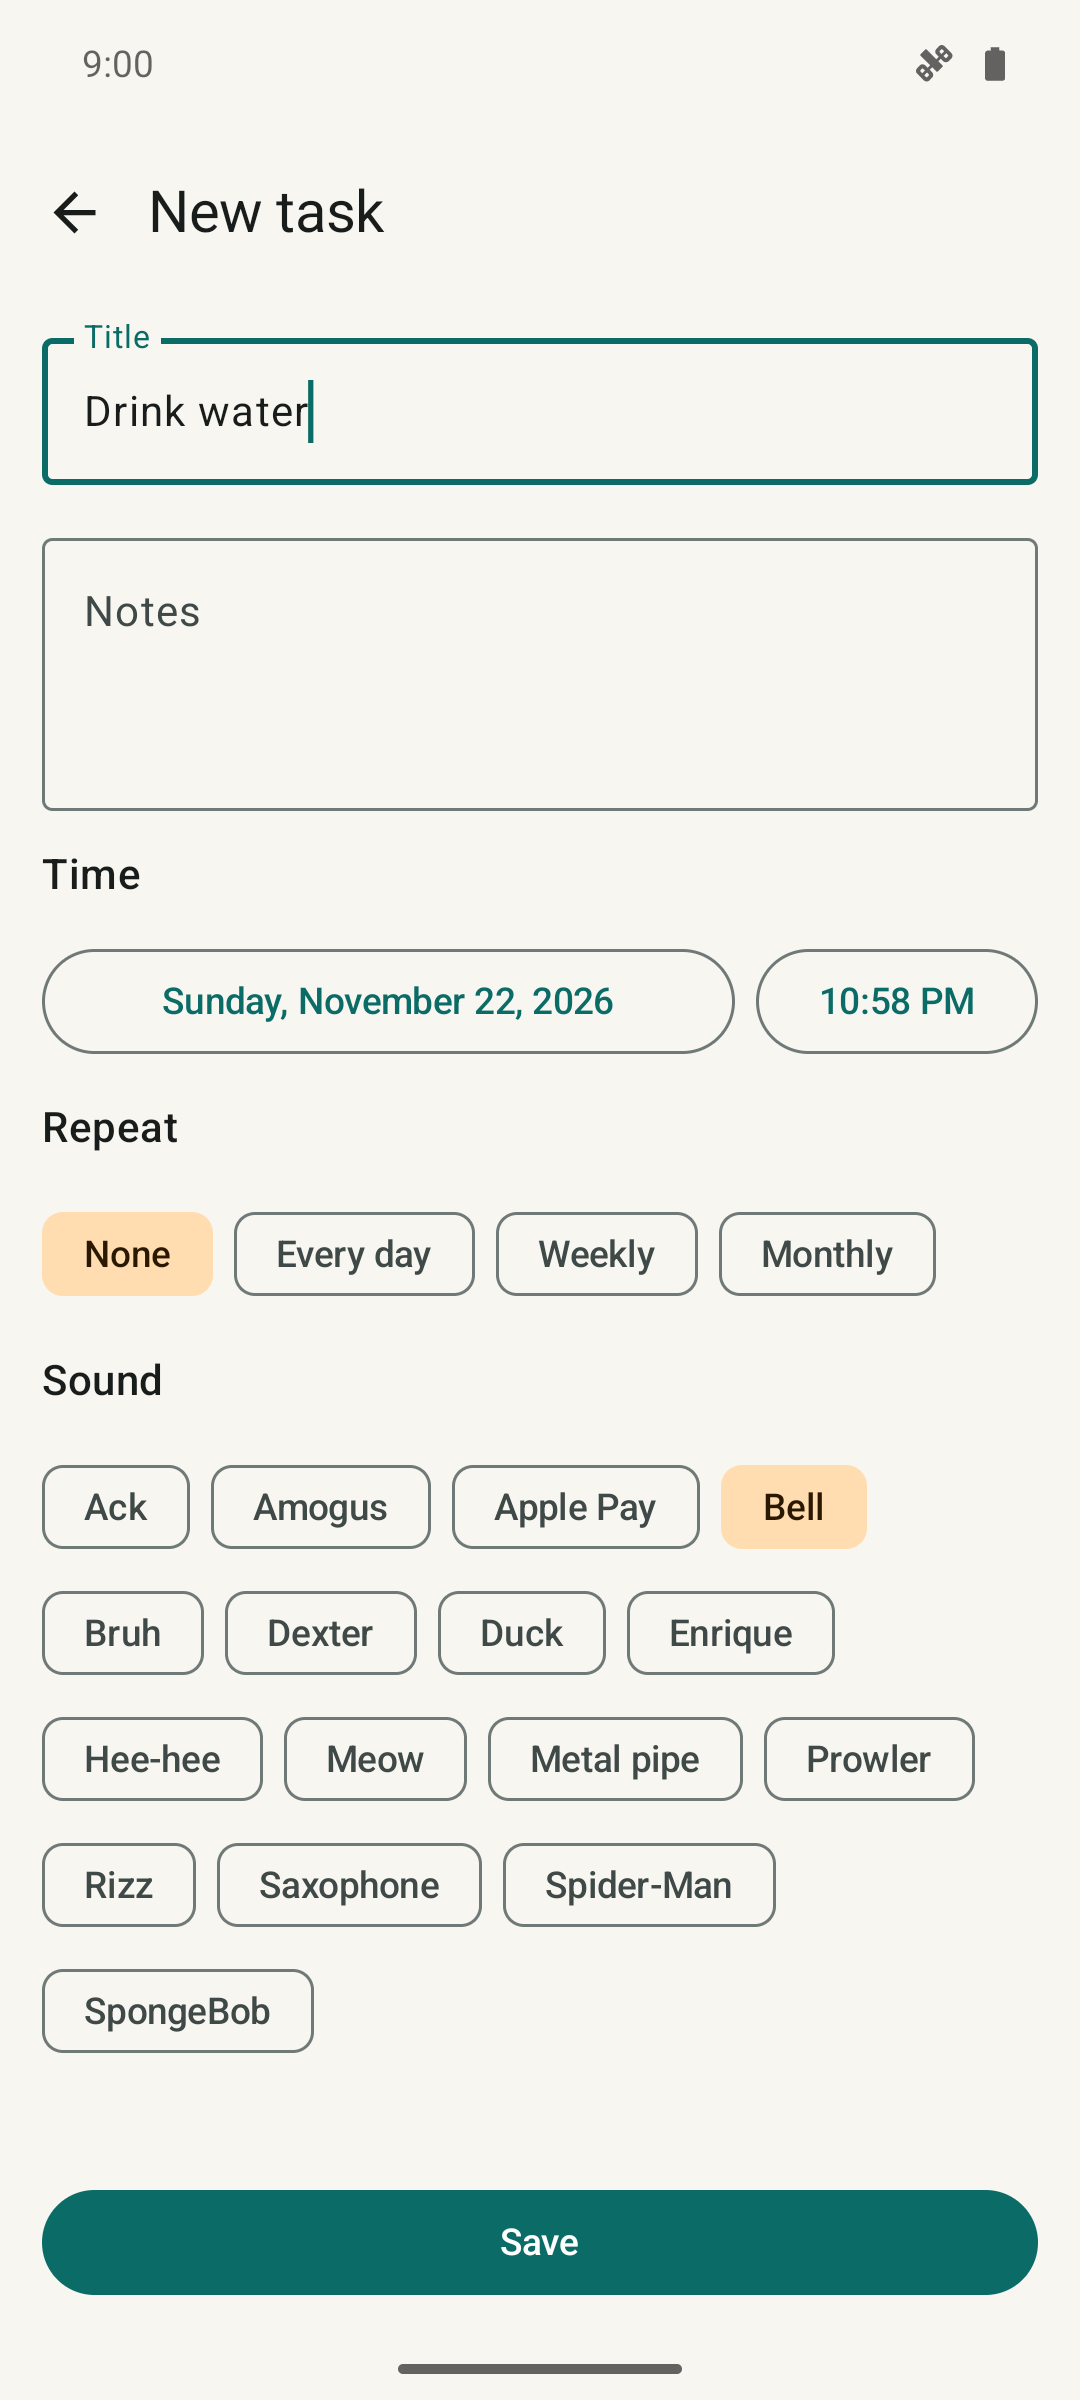 9:00
New task
Title
Drink water
Notes
Time
Sunday, November 22, 2026 10:58 PM
Repeat
None Every day Weekly Monthly
Sound
Ack Amogus Apple Pay Bell
Bruh Dexter Duck Enrique
Hee-hee Meow Metal pipe Prowler
Rizz Saxophone Spider-Man
SpongeBob
Save